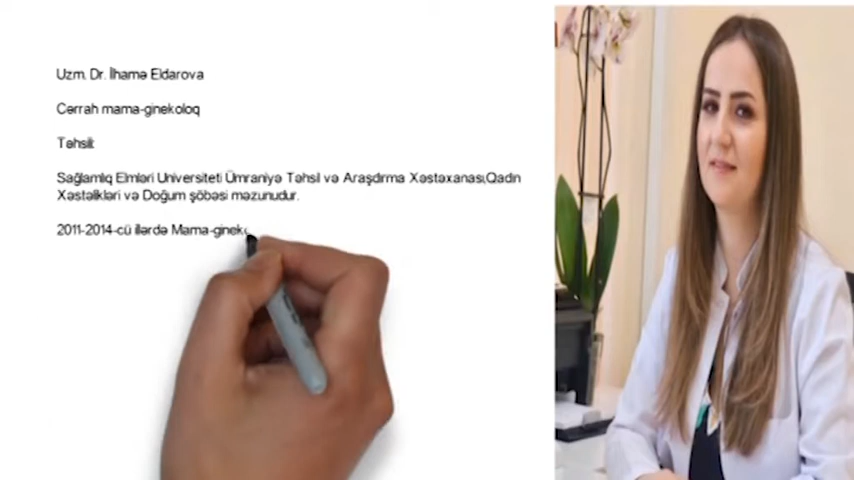 Uzm. Dr. İlhamə Eldarova
Cərrah mama-ginekoloq
Təhsil:
Sağlamlıq Elmləri Universiteti Ümraniyə Təhsil və Araşdırma Xəstəxanası,Qadın
Xəstəlikləri və Doğum şöbəsi məzunudur.
2011-2014-cü ilərdə Mama-ginek